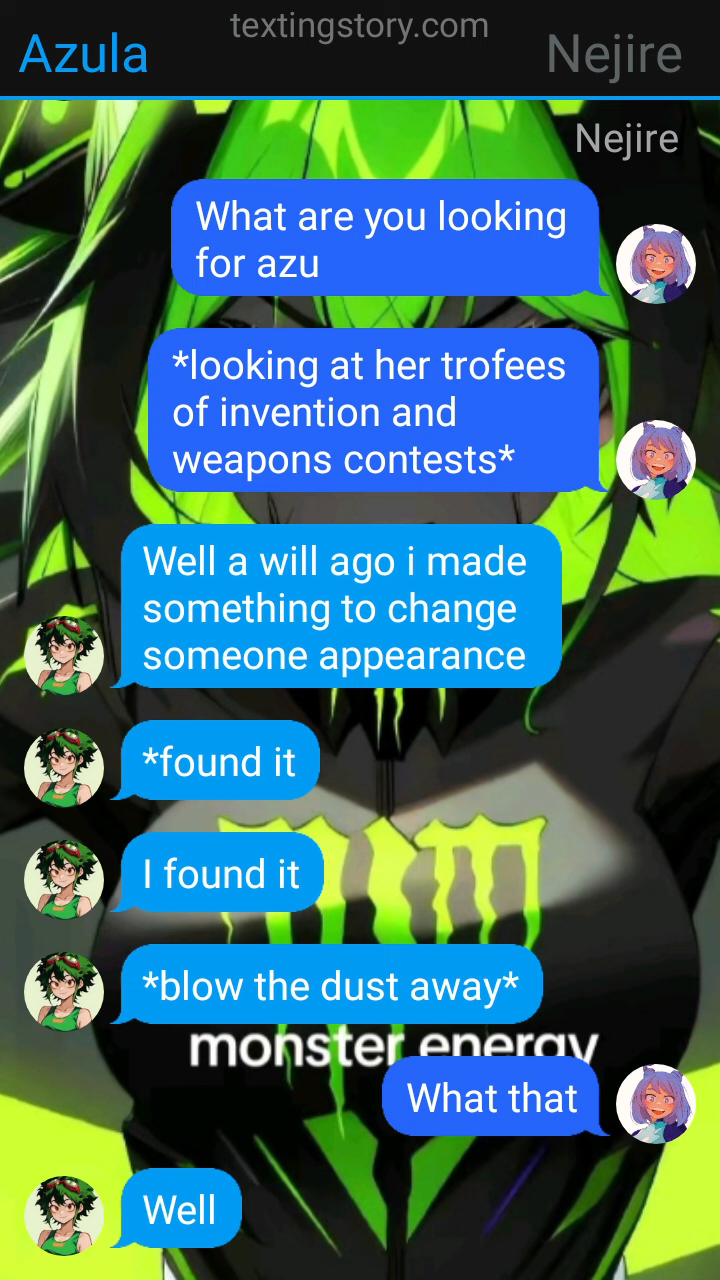 textingstory.com
Azula
Nejire
Nejire
What are you looking
for azu
*looking at her trofees
of invention and
weapons contests*
Well a will ago i made
something to change
someone appearance
*found it
I found it
*blow the dust away*
monster energy
What that
Well